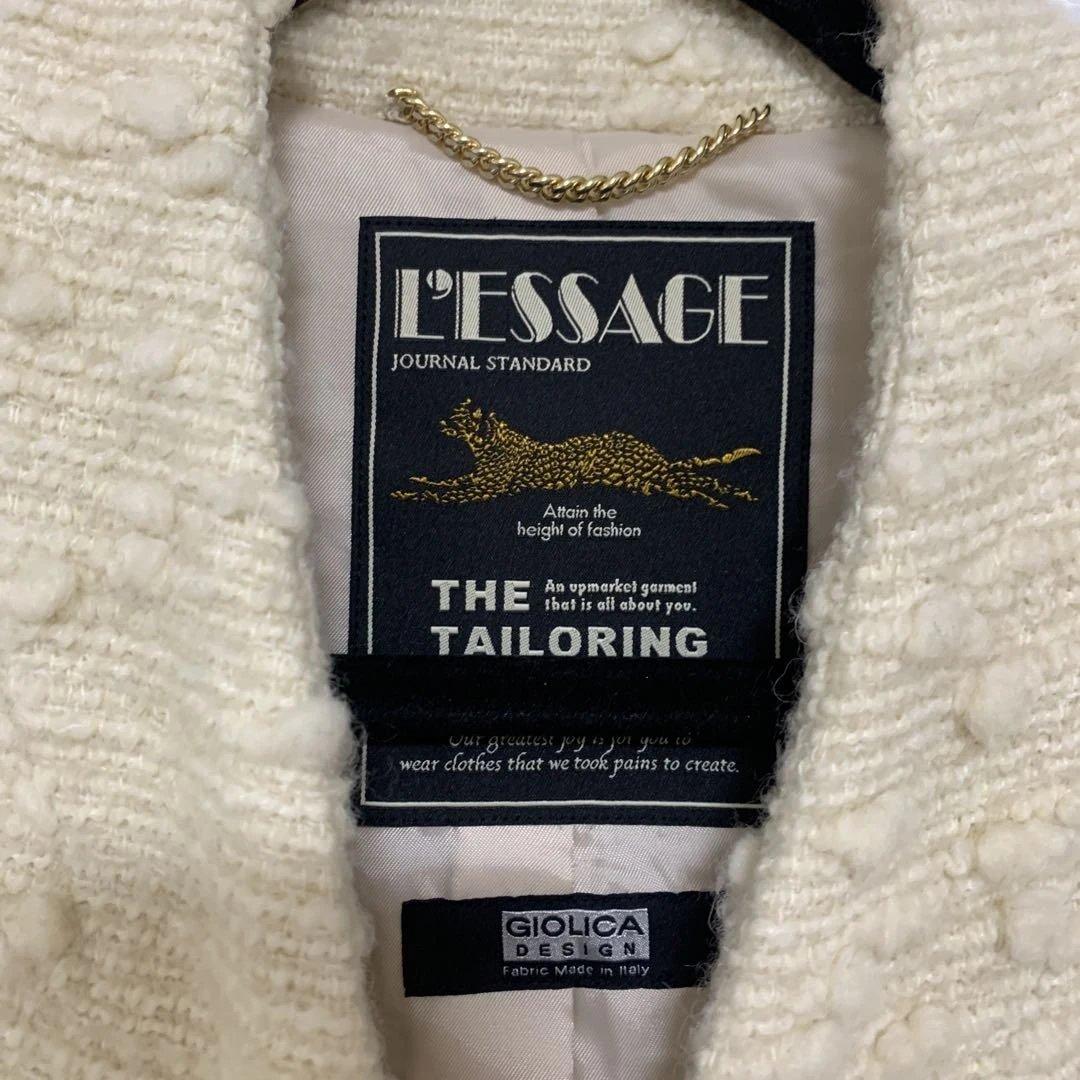 L'ESSAGE
JOURNAL STANDARD
Attain the
height of fashion
THE An upmarket garment
that is all about you.
TAILORING
Our greatest joy is for you to
wear clothes that we took pains to create.
GIOLICA
DESIGN
Fabric Made in Italy